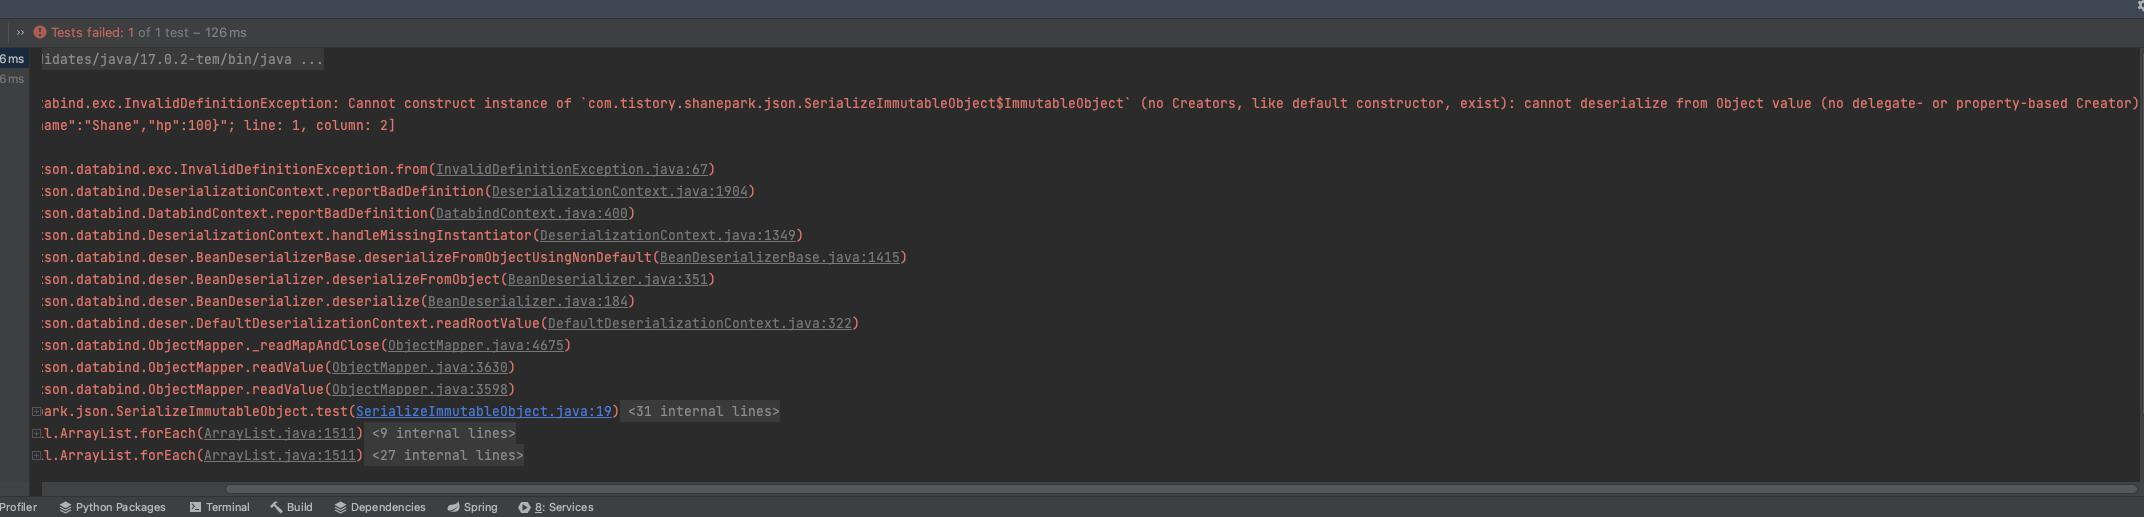 ›› Tests failed: 1 of 1 test – 126 ms
6 ms
lidates/java/17.0.2-tem/bin/java ...
6 ms
abind.exc.InvalidDefinitionException: Cannot construct instance of `com.tistory.shanepark.json.SerializeImmutableObject$ImmutableObject` (no Creators, like default constructor, exist): cannot deserialize from Object value (no delegate- or property-based Creator)
name":"Shane","hp":100}"; line: 1, column: 2]
son.databind.exc.InvalidDefinitionException.from(InvalidDefinitionException.java:67)
son.databind.DeserializationContext.reportBadDefinition(DeserializationContext.java:1904)
son.databind.DatabindContext.reportBadDefinition(DatabindContext.java:400)
son.databind.DeserializationContext.handleMissingInstantiator(DeserializationContext.java:1349)
son.databind.deser.BeanDeserializerBase.deserializeFromObjectUsingNonDefault(BeanDeserializerBase.java:1415)
son.databind.deser.BeanDeserializer.deserializeFromObject(BeanDeserializer.java:351)
son.databind.deser.BeanDeserializer.deserialize(BeanDeserializer.java:184)
son.databind.deser.DefaultDeserializationContext.readRootValue(DefaultDeserializationContext.java:322)
son.databind.ObjectMapper._readMapAndClose(ObjectMapper.java:4675)
son.databind.ObjectMapper.readValue(ObjectMapper.java:3630)
son.databind.ObjectMapper.readValue(ObjectMapper.java:3598)
ark.json.SerializeImmutableObject.test(SerializeImmutableObject.java:19) <31 internal lines>
l.ArrayList.forEach(ArrayList.java:1511) <9 internal lines>
l.ArrayList.forEach(ArrayList.java:1511) <27 internal lines>
Profiler Python Packages Terminal Build Dependencies Spring 8: Services